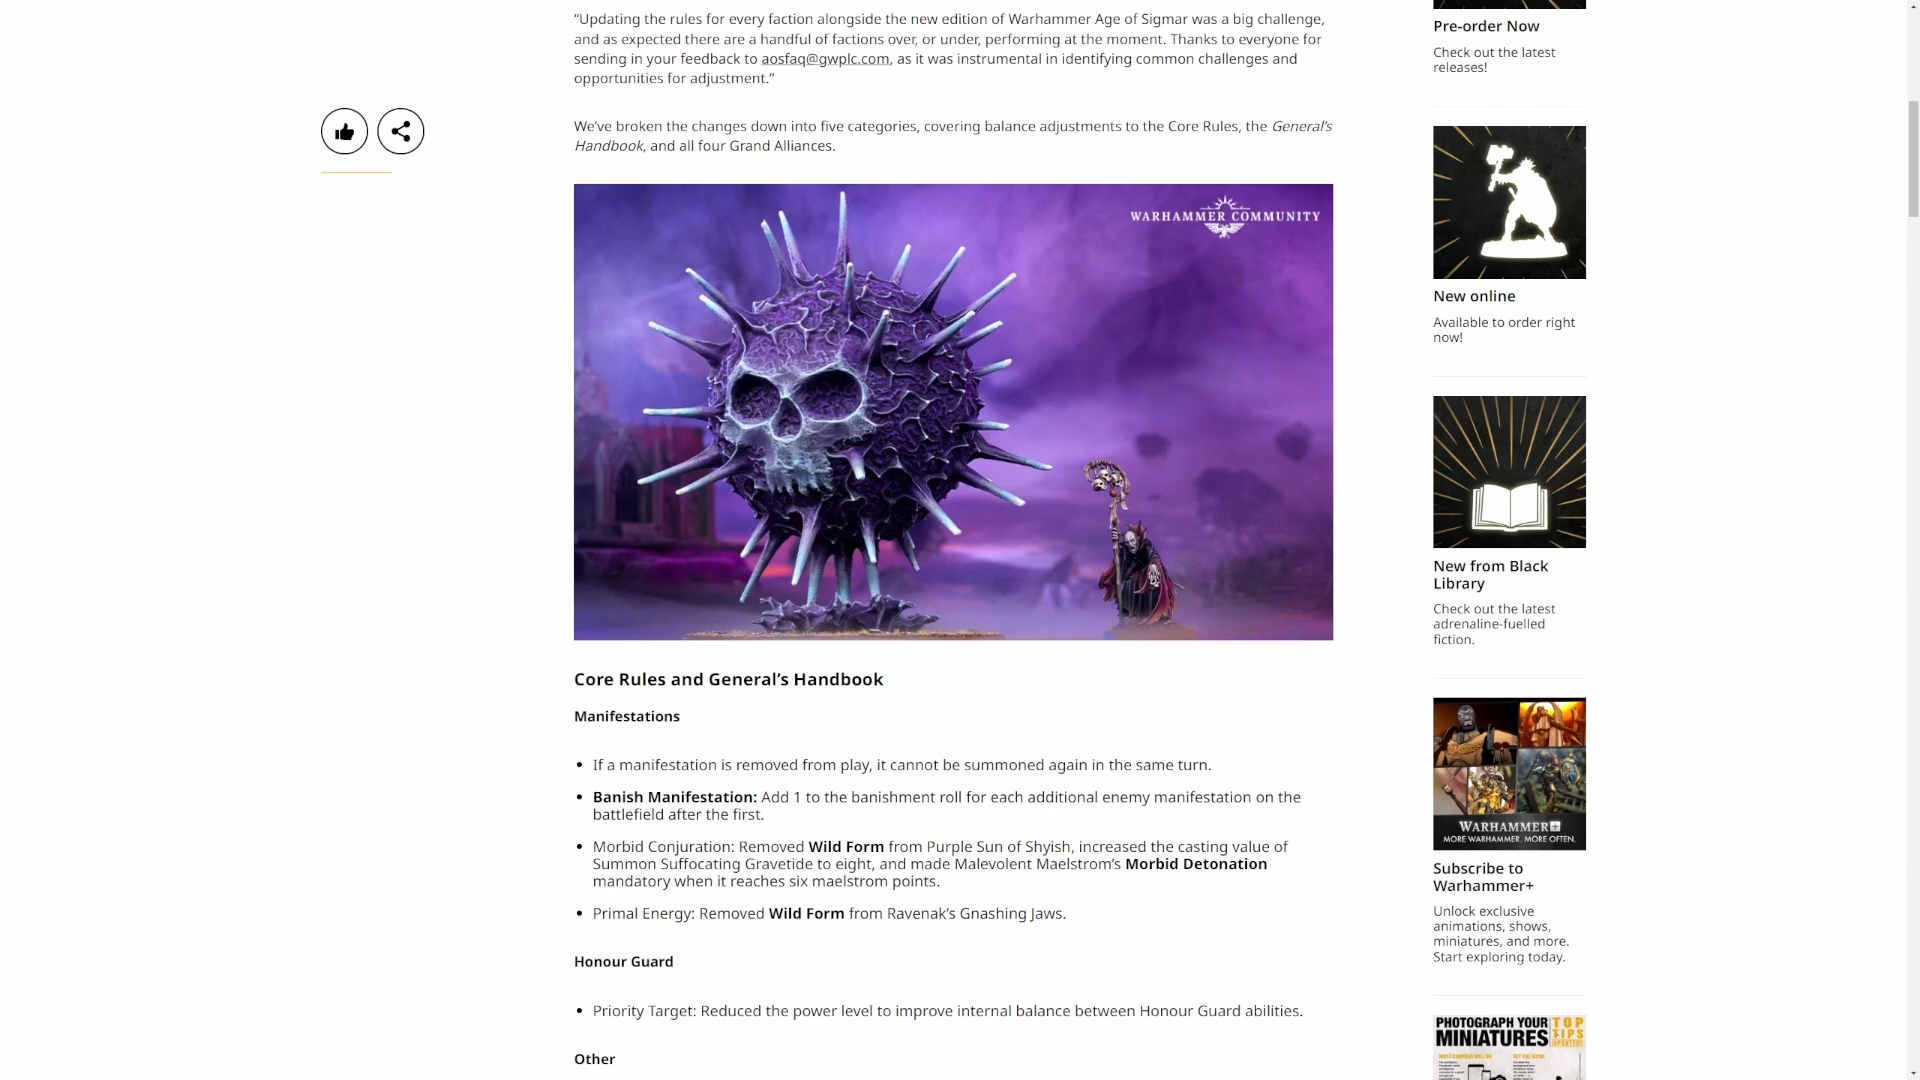 “Updating the rules for every faction alongside the new edition of Warhammer Age of Sigmar was a big challenge,
and as expected there are a handful of factions over, or under, performing at the moment. Thanks to everyone for
sending in your feedback to aosfaq@gwplc.com, as it was instrumental in identifying common challenges and
opportunities for adjustment.”
We’ve broken the changes down into five categories, covering balance adjustments to the Core Rules, the General’s
Handbook, and all four Grand Alliances.
WARHAMMER COMMUNITY
Core Rules and General’s Handbook
Manifestations
If a manifestation is removed from play, it cannot be summoned again in the same turn.
Banish Manifestation: Add 1 to the banishment roll for each additional enemy manifestation on the
battlefield after the first.
Morbid Conjuration: Removed Wild Form from Purple Sun of Shyish, increased the casting value of
Summon Suffocating Gravetide to eight, and made Malevolent Maelstrom’s Morbid Detonation
mandatory when it reaches six maelstrom points.
Primal Energy: Removed Wild Form from Ravenak’s Gnashing Jaws.
Honour Guard
Priority Target: Reduced the power level to improve internal balance between Honour Guard abilities.
Other
Pre-order Now
Check out the latest
releases!
New online
Available to order right
now!
New from Black
Library
Check out the latest
adrenaline-fuelled
fiction.
WARHAMMER+
MORE WARHAMMER. MORE OFTEN.
Subscribe to
Warhammer+
Unlock exclusive
animations, shows,
miniatures, and more.
Start exploring today.
PHOTOGRAPH YOUR
MINIATURES
TOP
TIPS